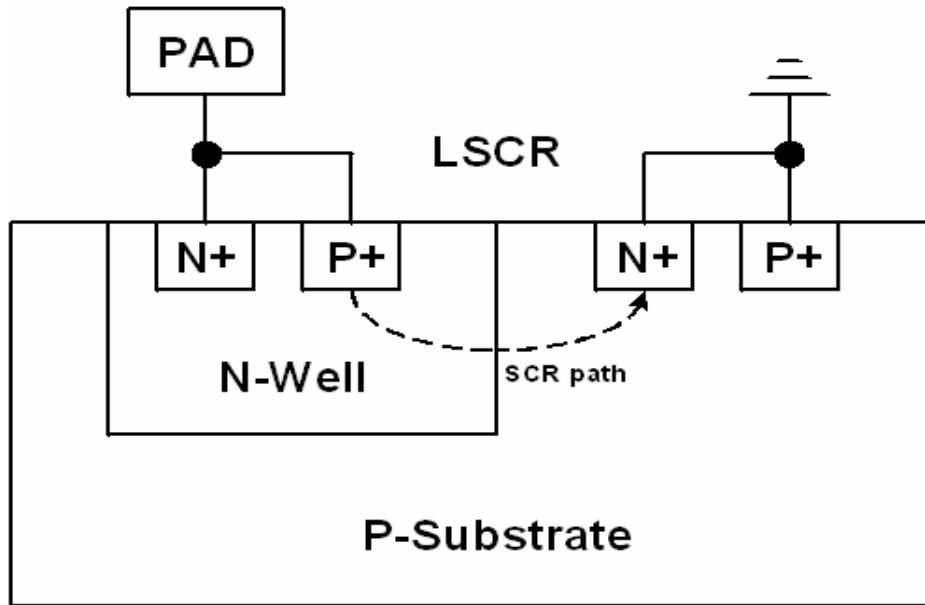 PAD
LSCR
N+
P+
N+
P+
SCR path
N-Well
P-Substrate